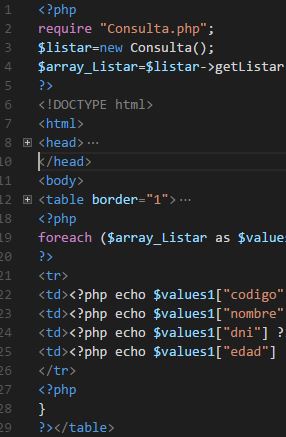 1 <?php
2 require "Consulta.php";
3 $listar=new Consulta();
4 $array_Listar=$listar->getListar
5 ?>
6 <!DOCTYPE html>
7 <html>
8 <head>...
10 </head>
11 <body>
12 <table border="1">...
18 <?php
19 foreach ($array_Listar as $value
20 ?>
21 <tr>
22 <td><?php echo $values1["codigo"
23 <td><?php echo $values1["nombre"
24 <td><?php echo $values1["dni"] ?
25 <td><?php echo $values1["edad"]
26 </tr>
27 <?php
28 }
29 ?></table>